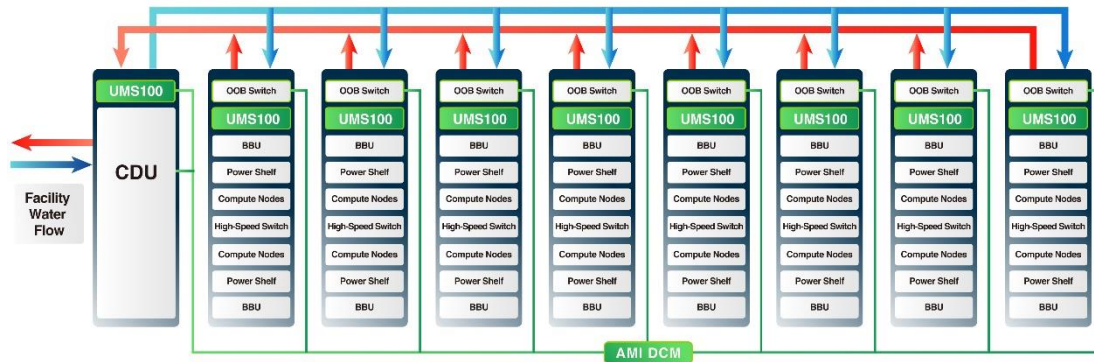 UMS100
CDU
Facility
Water
Flow
OOB Switch
UMS100
BBU
Power Shelf
Compute Nodes
High-Speed Switch
Compute Nodes
Power Shelf
BBU
OOB Switch
UMS100
BBU
Power Shelf
Compute Nodes
High-Speed Switch
Compute Nodes
Power Shelf
BBU
OOB Switch
UMS100
BBU
Power Shelf
Compute Nodes
High-Speed Switch
Compute Nodes
Power Shelf
BBU
OOB Switch
UMS100
BBU
Power Shelf
Compute Nodes
High-Speed Switch
Compute Nodes
Power Shelf
BBU
OOB Switch
UMS100
BBU
Power Shelf
Compute Nodes
High-Speed Switch
Compute Nodes
Power Shelf
BBU
OOB Switch
UMS100
BBU
Power Shelf
Compute Nodes
High-Speed Switch
Compute Nodes
Power Shelf
BBU
OOB Switch
UMS100
BBU
Power Shelf
Compute Nodes
High-Speed Switch
Compute Nodes
Power Shelf
BBU
OOB Switch
UMS100
BBU
Power Shelf
Compute Nodes
High-Speed Switch
Compute Nodes
Power Shelf
BBU
AMI DCM